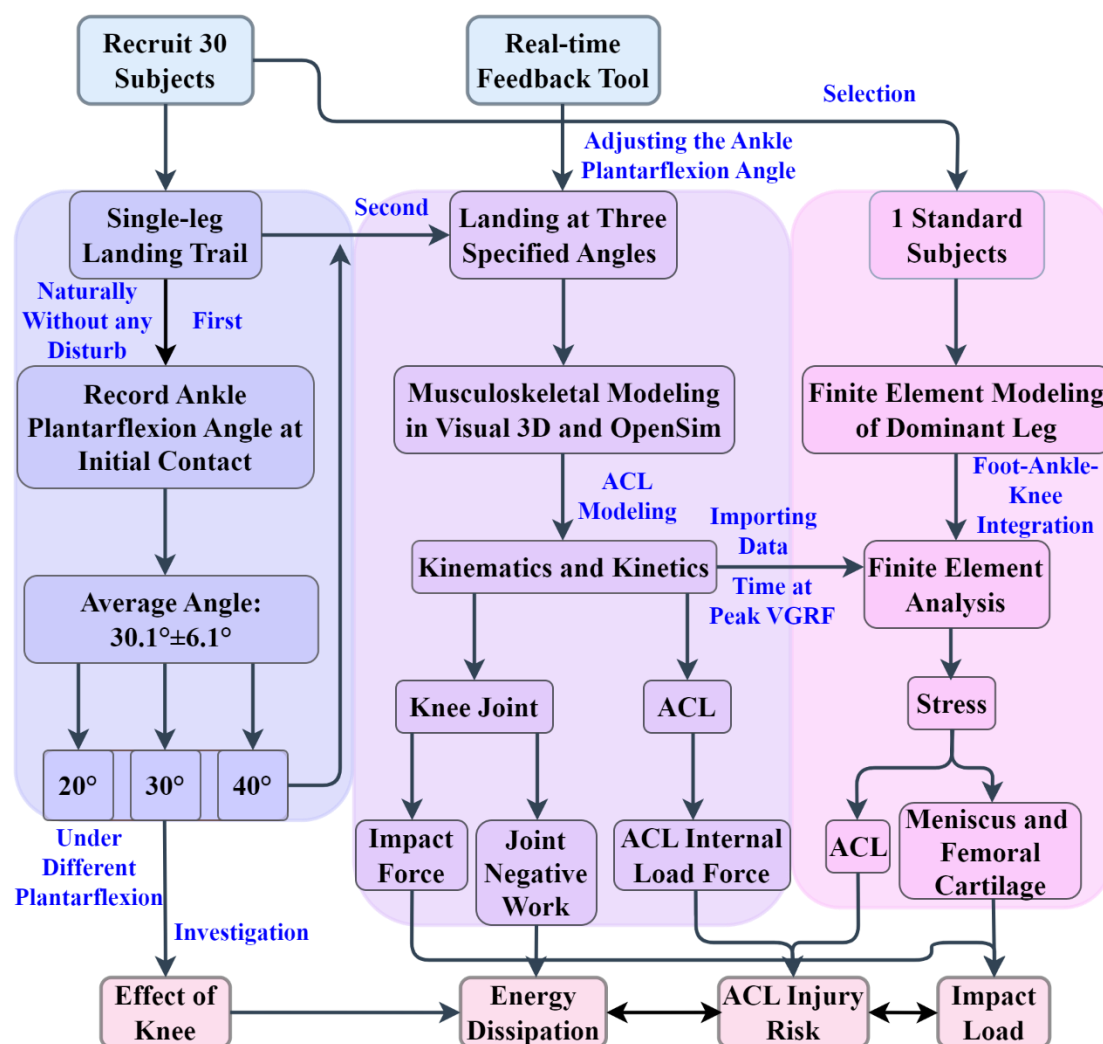 Recruit 30
Subjects
Real-time
Feedback Tool
Selection
Adjusting the Ankle
Plantarflexion Angle
Single-leg
Landing Trail
Second
Landing at Three
Specified Angles
1 Standard
Subjects
Naturally
Without any
Disturb
First
Record Ankle
Plantarflexion Angle at
Initial Contact
Musculoskeletal Modeling
in Visual 3D and OpenSim
Finite Element Modeling
of Dominant Leg
ACL
Modeling
Foot-Ankle-
Knee
Integration
Importing
Data
Time at
Peak VGRF
Kinematics and Kinetics
Finite Element
Analysis
Average Angle:
30.1°±6.1°
Knee Joint
ACL
Stress
20°
30°
40°
Impact
Force
Joint
Negative
Work
ACL Internal
Load Force
ACL
Meniscus and
Femoral
Cartilage
Under
Different
Plantarflexion
Investigation
Effect of
Knee
Energy
Dissipation
ACL Injury
Risk
Impact
Load